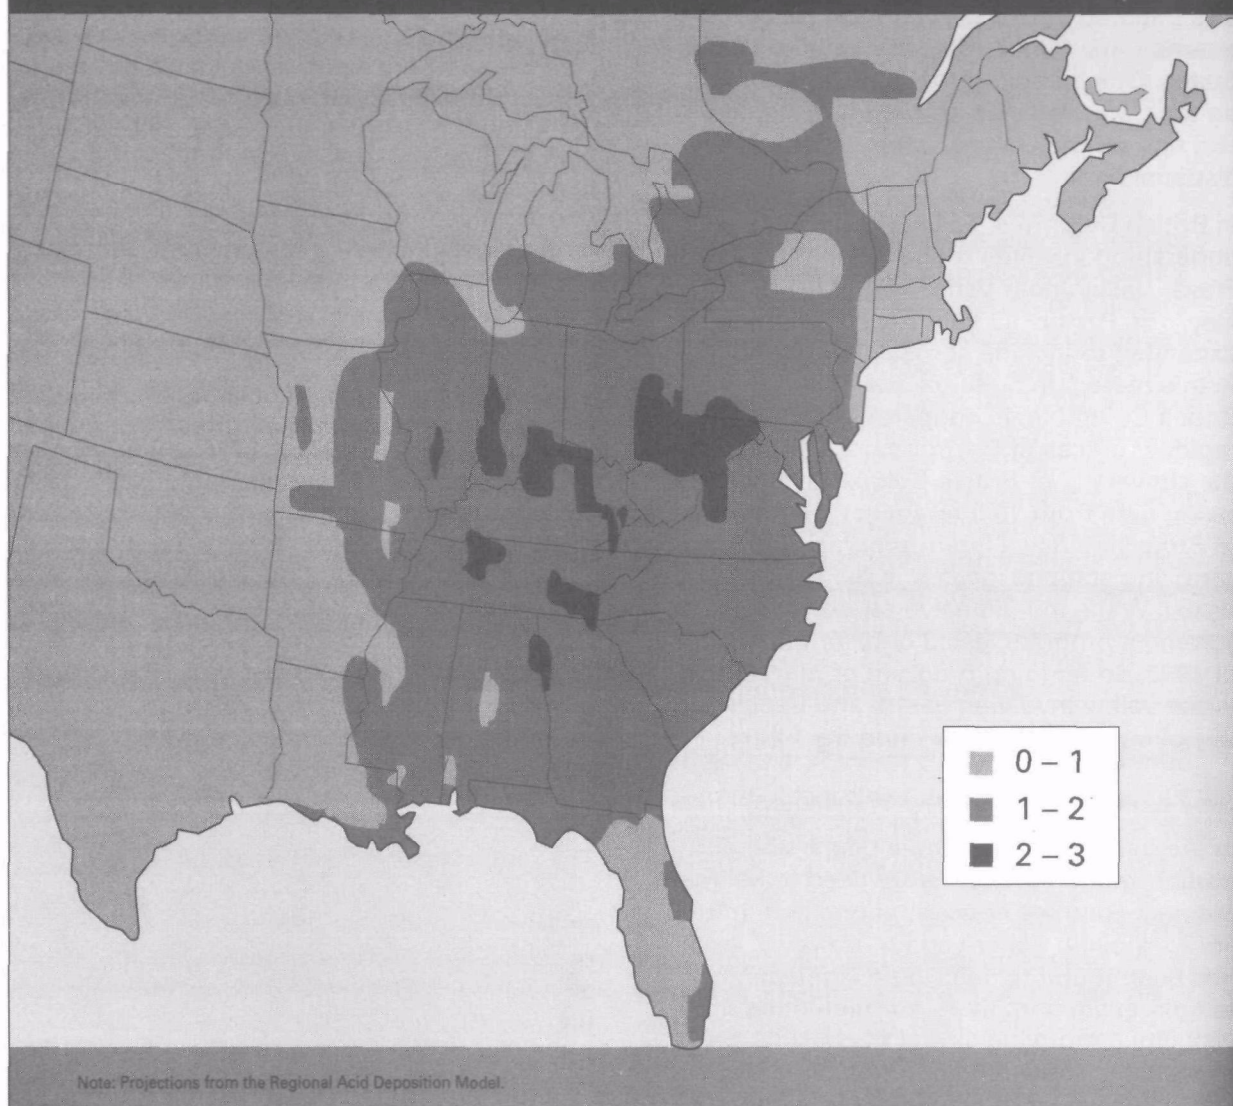 0 – 1
1 – 2
2 – 3
Note: Projections from the Regional Acid Deposition Model.